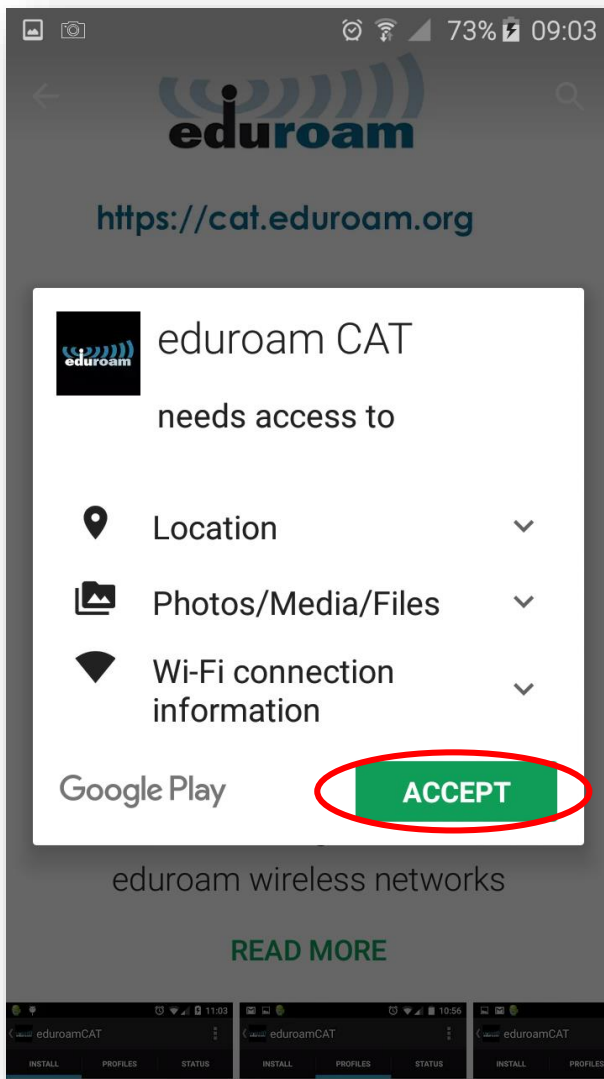 73% 09:03
eduroam
https://cat.eduroam.org
eduroam
eduroam CAT
needs access to
Location
Photos/Media/Files
Wi-Fi connection
information
Google Play
ACCEPT
eduroam wireless networks
READ MORE
11:03 10:56
eduroamCAT eduroamCAT eduroamCAT
INSTALL PROFILES STATUS INSTALL PROFILES STATUS INSTALL PROFILES